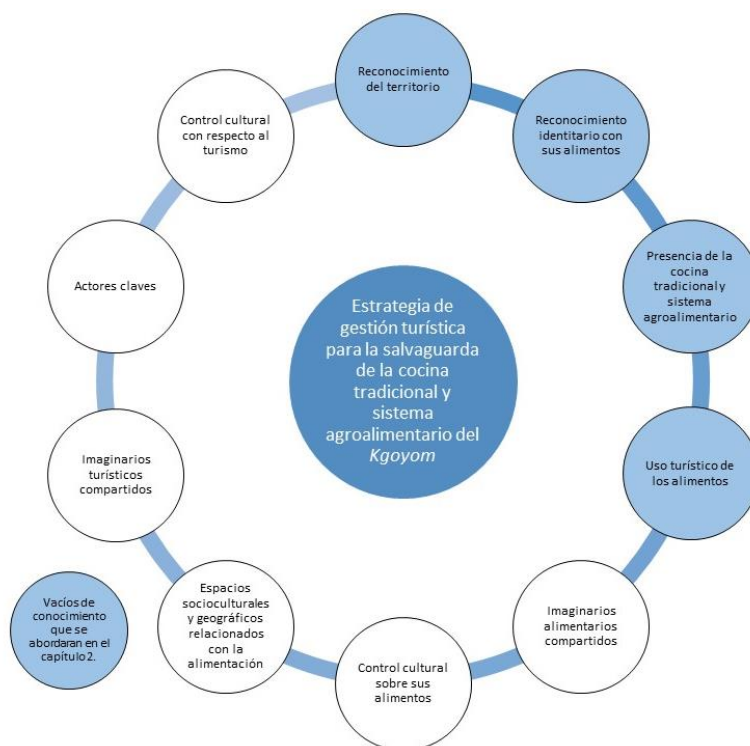 Reconocimiento
del territorio
Reconocimiento
identitario con
sus alimentos
Presencia de la
cocina
tradicional y
sistema
agroalimentario
Uso turístico de
los alimentos
Imaginarios
alimentarios
compartidos
Control cultural
sobre sus
alimentos
Espacios
socioculturales
y geográficos
relacionados
con la
alimentación
Imaginarios
turísticos
compartidos
Actores claves
Control cultural
con respecto al
turismo
Estrategia de
gestión turística
para la salvaguarda
de la cocina
tradicional y
sistema
agroalimentario del
Kgoyom
Vacíos de
conocimiento
que se
abordaran en el
capítulo 2.